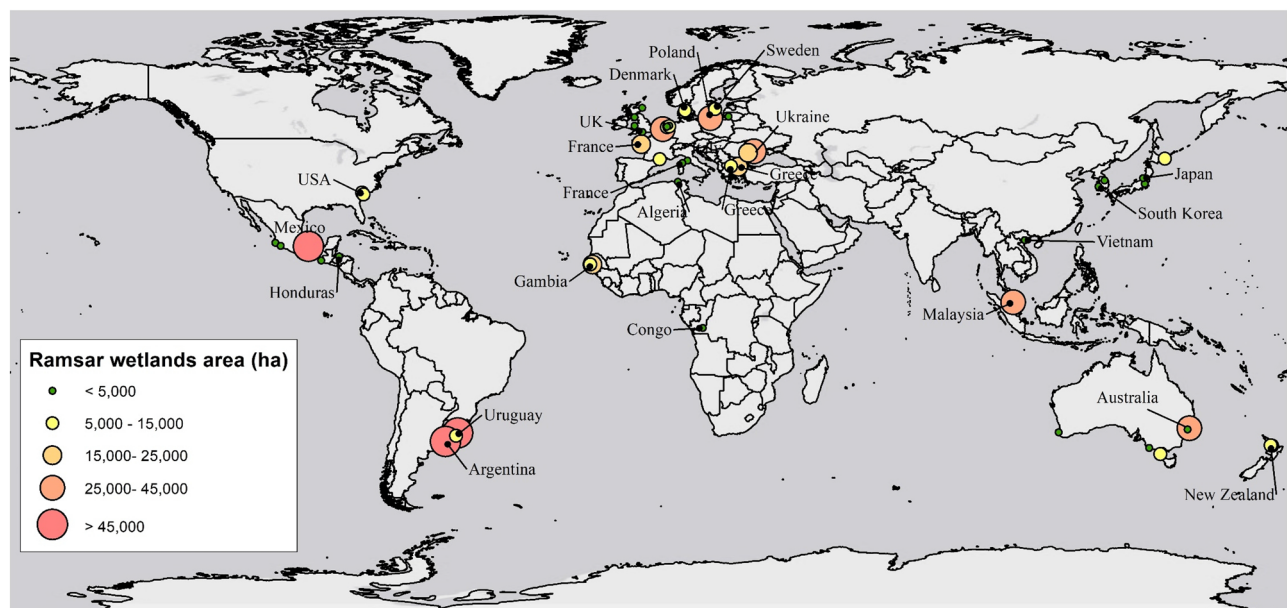 Poland
Sweden
Denmark
UK
Ukraine
France
USA
France
Greece
Japan
Algeria
Greece
South Korea
Mexico
Vietnam
Gambia
Honduras
Malaysia
Congo
Ramsar wetlands area (ha)
< 5,000
5,000 - 15,000
15,000- 25,000
25,000- 45,000
> 45,000
Uruguay
Argentina
Australia
New Zealand